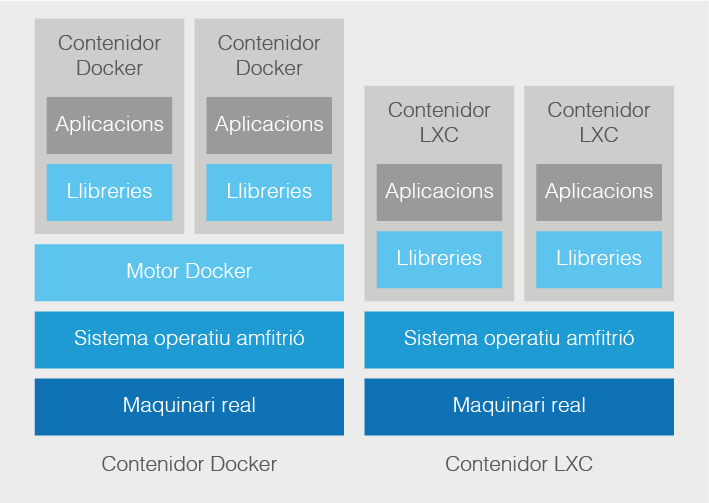 Contenidor
Docker
Aplicacions
Llibreries
Contenidor
Docker
Aplicacions
Llibreries
Motor Docker
Sistema operatiu amfitrió
Maquinari real
Contenidor Docker
Contenidor
LXC
Aplicacions
Llibreries
Contenidor
LXC
Aplicacions
Llibreries
Sistema operatiu amfitrió
Maquinari real
Contenidor LXC